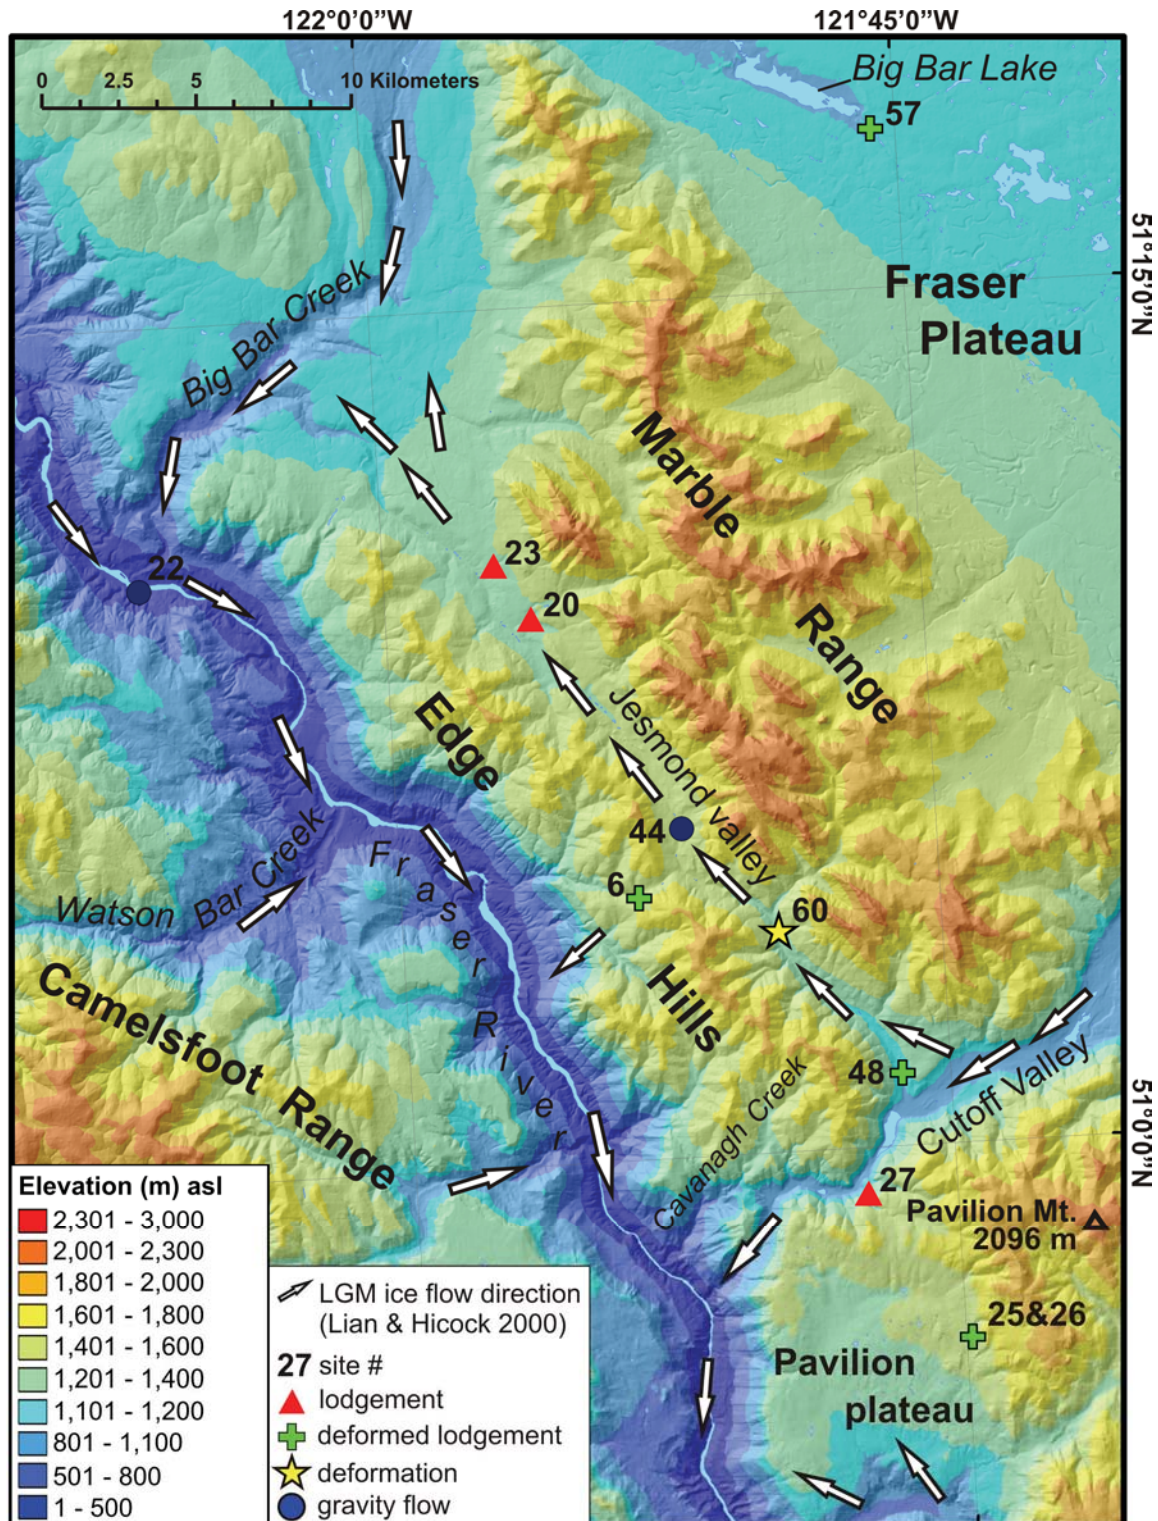 122°0'0"W
121°45'0"W
0 2.5 5 10 Kilometers
Big Bar Lake
57
51°15'0"N
Fraser
Plateau
Big Bar Creek
Marble
Range
22
23
20
Edge
Hills
Jesmond valley
44
6
60
Watson
Bar Creek
Fraser River
Camelsfoot Range
48
Cutoff Valley
51°0'0"N
Cavanagh Creek
27
Pavilion Mt.
2096 m
25&26
Pavilion
plateau
Elevation (m) asl
2,301 - 3,000
2,001 - 2,300
1,801 - 2,000
1,601 - 1,800
1,401 - 1,600
1,201 - 1,400
1,101 - 1,200
801 - 1,100
501 - 800
1 - 500
LGM ice flow direction
(Lian & Hicock 2000)
27 site #
lodgement
deformed lodgement
deformation
gravity flow